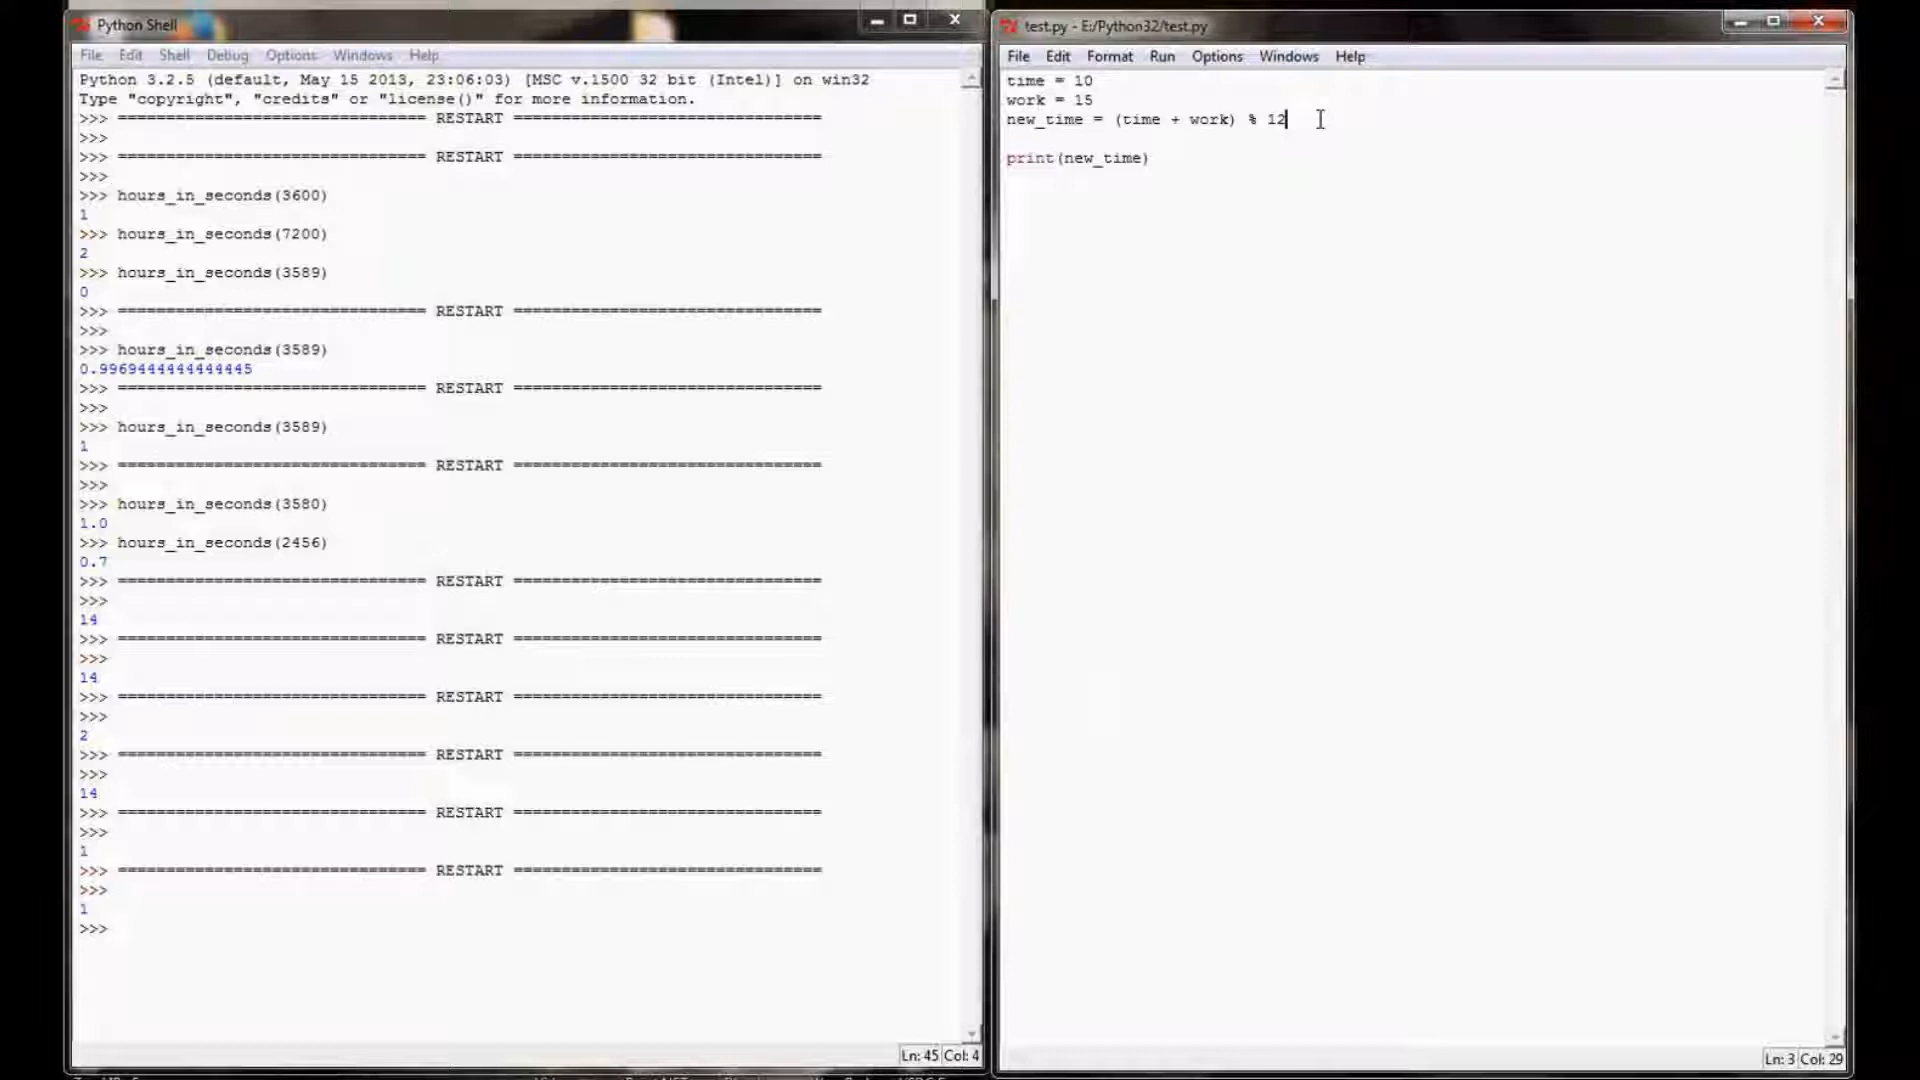 Python Shell
File Edit Shell Debug Options Windows Help
Python 3.2.5 (default, May 15 2013, 23:06:03) [MSC v.1500 32 bit (Intel)] on win32
Type "copyright", "credits" or "license()" for more information.
>>> ================================ RESTART ================================
>>>
>>> ================================ RESTART ================================
>>>
>>> hours_in_seconds(3600)
1
>>> hours_in_seconds(7200)
2
>>> hours_in_seconds(3589)
0
>>> ================================ RESTART ================================
>>>
>>> hours_in_seconds(3589)
0.9969444444444445
>>> ================================ RESTART ================================
>>>
>>> hours_in_seconds(3589)
1
>>> ================================ RESTART ================================
>>>
>>> hours_in_seconds(3580)
1.0
>>> hours_in_seconds(2456)
0.7
>>> ================================ RESTART ================================
>>>
14
>>> ================================ RESTART ================================
>>>
14
>>> ================================ RESTART ================================
>>>
2
>>> ================================ RESTART ================================
>>>
14
>>> ================================ RESTART ================================
>>>
1
>>> ================================ RESTART ================================
>>>
1
>>>
Ln: 45 Col: 4
test.py - E:/Python32/test.py
File Edit Format Run Options Windows Help
time = 10
work = 15
new_time = (time + work) % 12
print(new_time)
Ln: 3 Col: 29